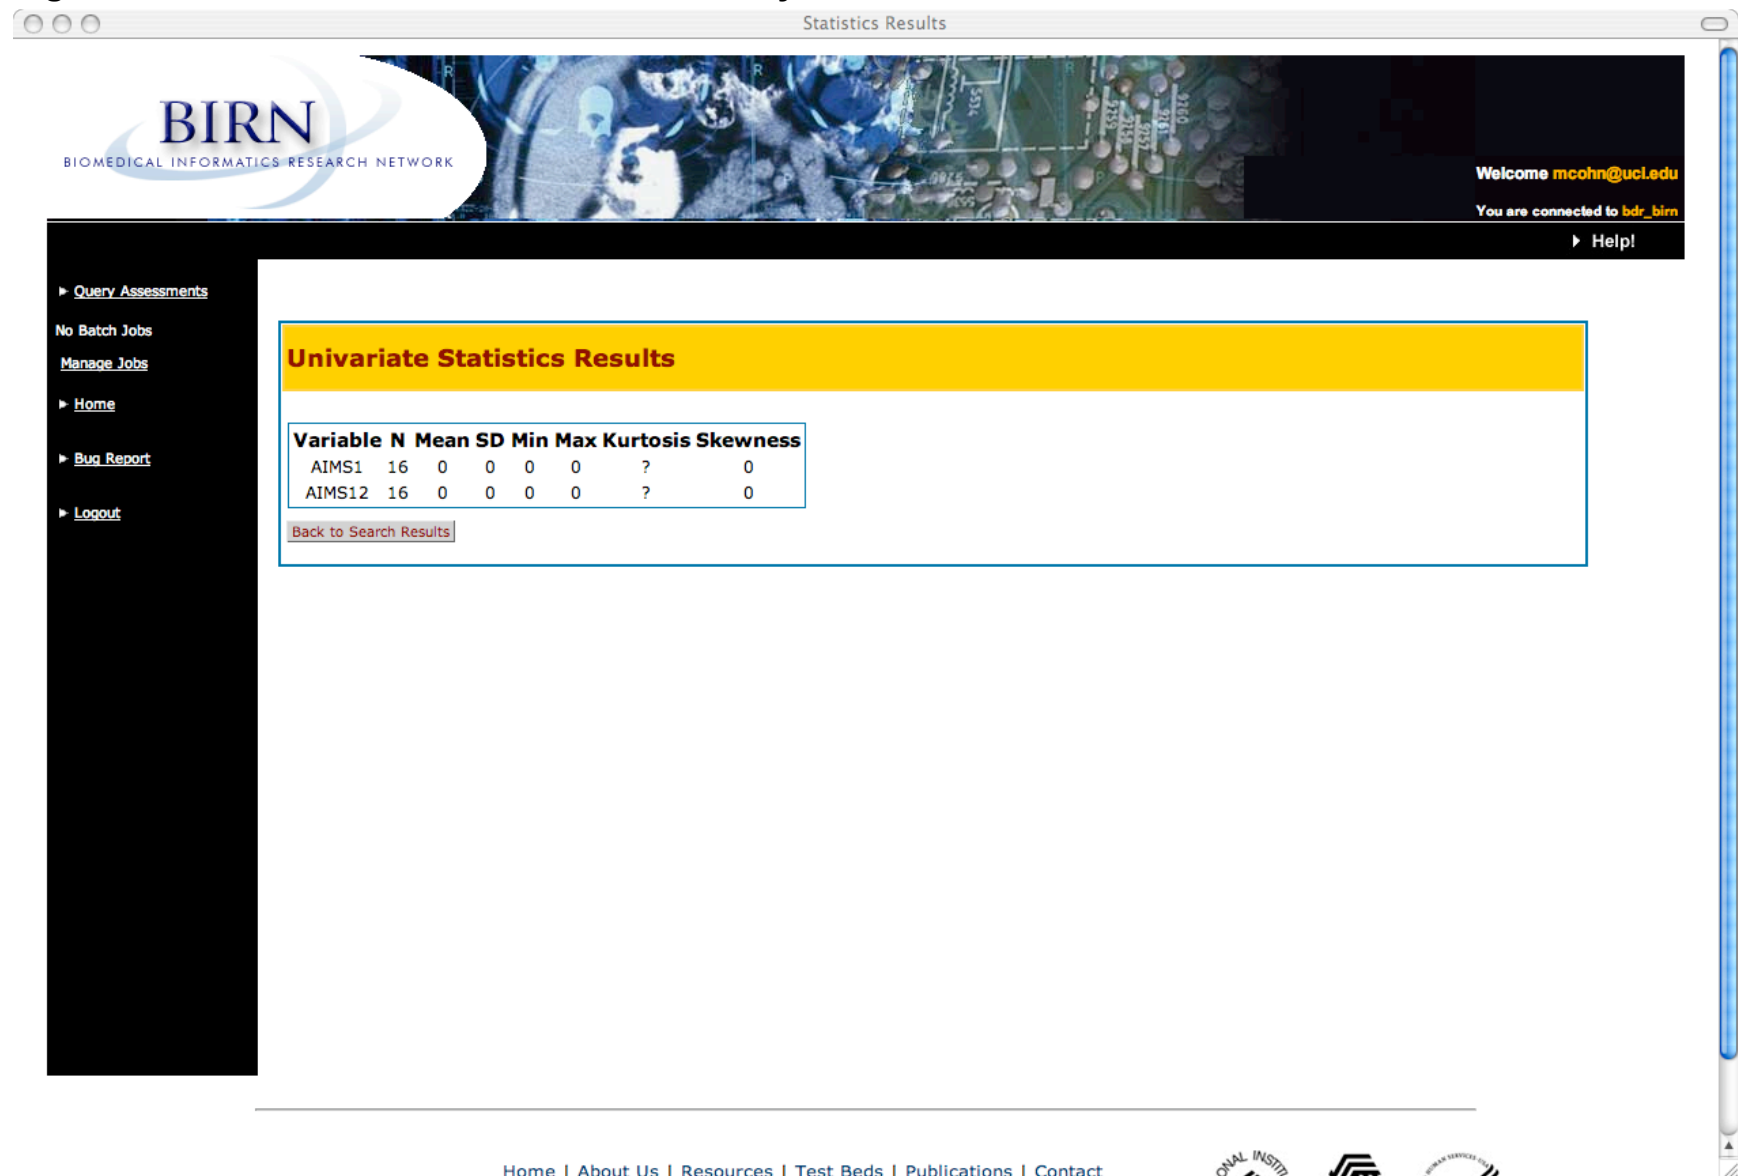 Statistics Results
BIRN
BIOMEDICAL INFORMATICS RESEARCH NETWORK
Welcome mcohn@uci.edu
You are connected to bdr_birn
Help!
Query Assessments
No Batch Jobs
Manage Jobs
Home
Bug Report
Logout
Univariate Statistics Results
Variable N Mean SD Min Max Kurtosis Skewness
AIMS1 16 0 0 0 0 ? 0
AIMS12 16 0 0 0 0 ? 0
Back to Search Results
Home | About Us | Resources | Test Beds | Publications | Contact